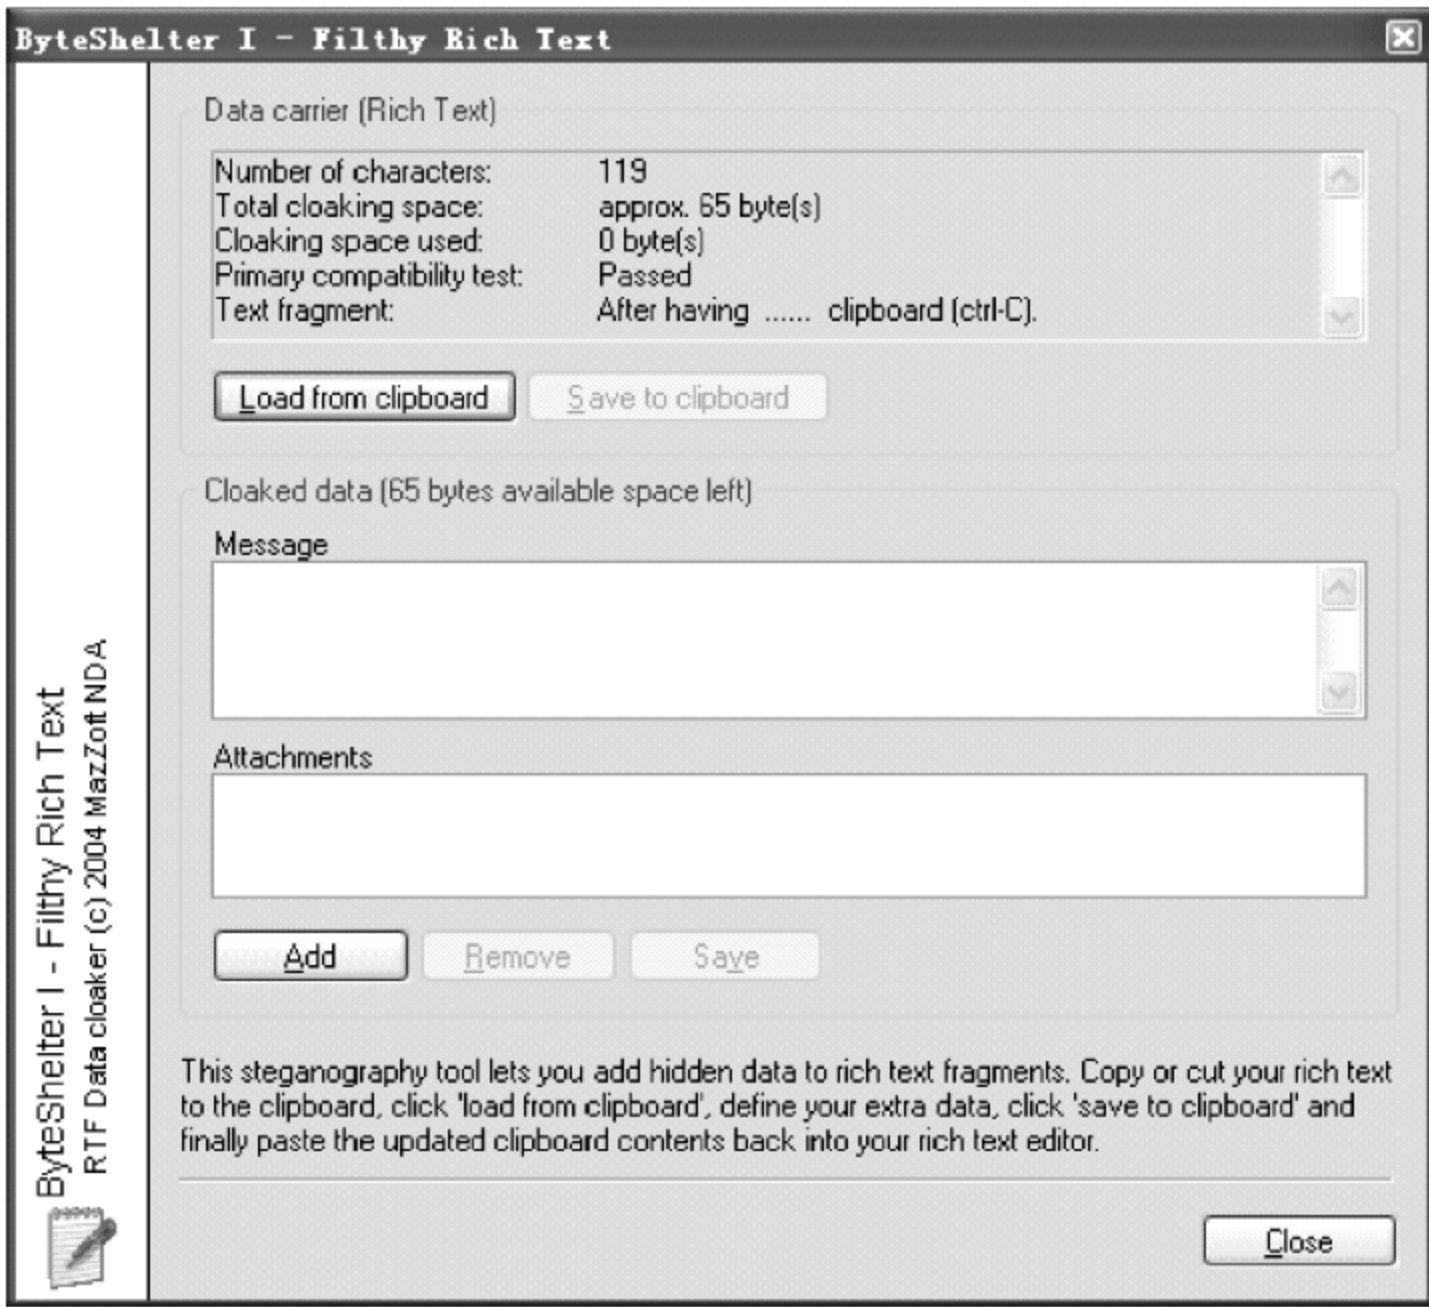 ByteShelter I - Filthy Rich Text
Data carrier (Rich Text)
Number of characters: 119
Total cloaking space: approx. 65 byte(s)
Cloaking space used: 0 byte(s)
Primary compatibility test: Passed
Text fragment: After having ...... clipboard (ctrl-C).
Load from clipboard Save to clipboard
Cloaked data (65 bytes available space left)
Message
Attachments
Add Remove Save
This steganography tool lets you add hidden data to rich text fragments. Copy or cut your rich text
to the clipboard, click 'load from clipboard', define your extra data, click 'save to clipboard' and
finally paste the updated clipboard contents back into your rich text editor.
Close
ByteShelter I - Filthy Rich Text
RTF Data cloaker (c) 2004 MazZoft NDA